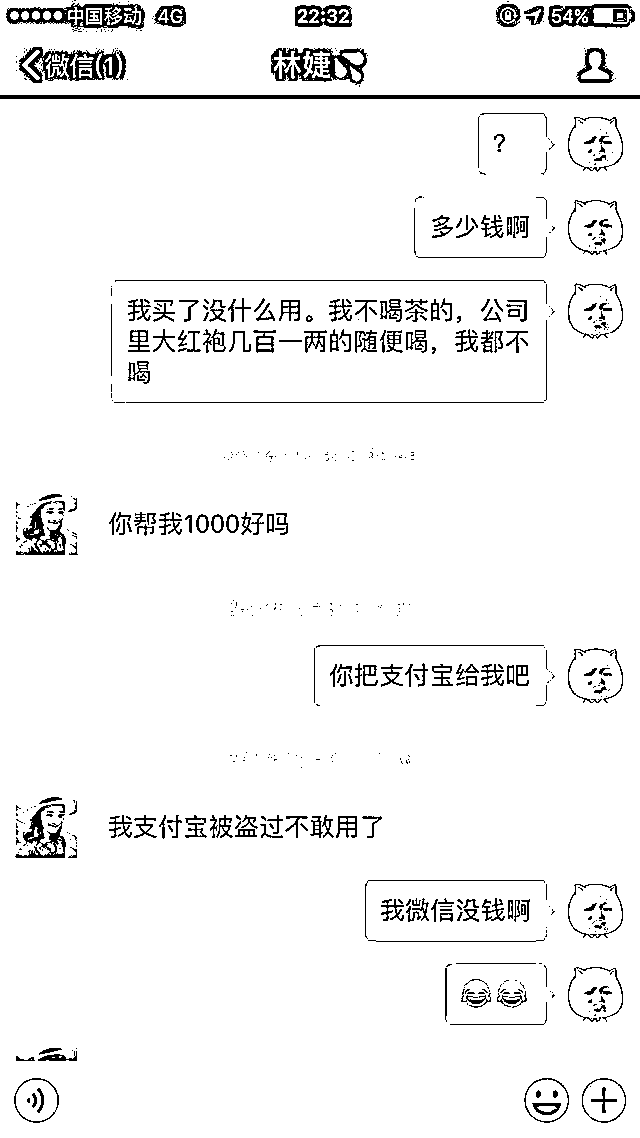 中国移动 4G 22:32 54%
微信(1) 林婕
?
多少钱啊
我买了没什么用。我不喝茶的，公司
里大红袍几百一两的随便喝，我都不
喝
你帮我1000好吗
你把支付宝给我吧
我支付宝被盗过不敢用了
我微信没钱啊
😂😂